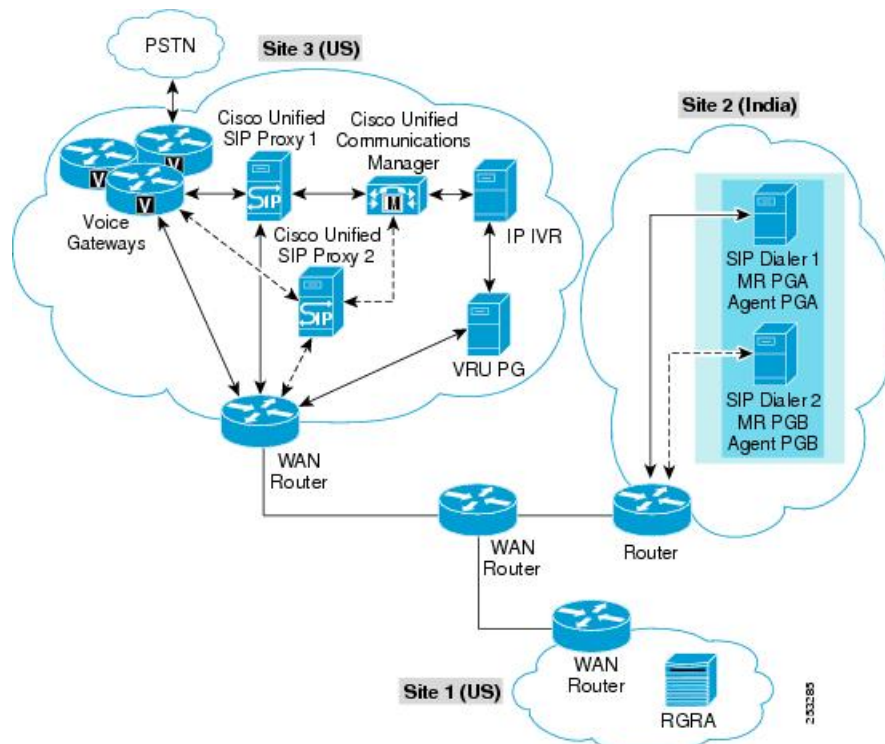 PSTN
Site 3 (US)
Cisco Unified
SIP Proxy 1
Cisco Unified
Communications
Manager
V
V
V
SIP
M
Voice
Gateways
IP IVR
Cisco Unified
SIP Proxy 2
SIP
VRU PG
WAN
Router
Site 2 (India)
SIP Dialer 1
MR PGA
Agent PGA
SIP Dialer 2
MR PGB
Agent PGB
Router
WAN
Router
WAN
Router
Site 1 (US)
RGRA
253285